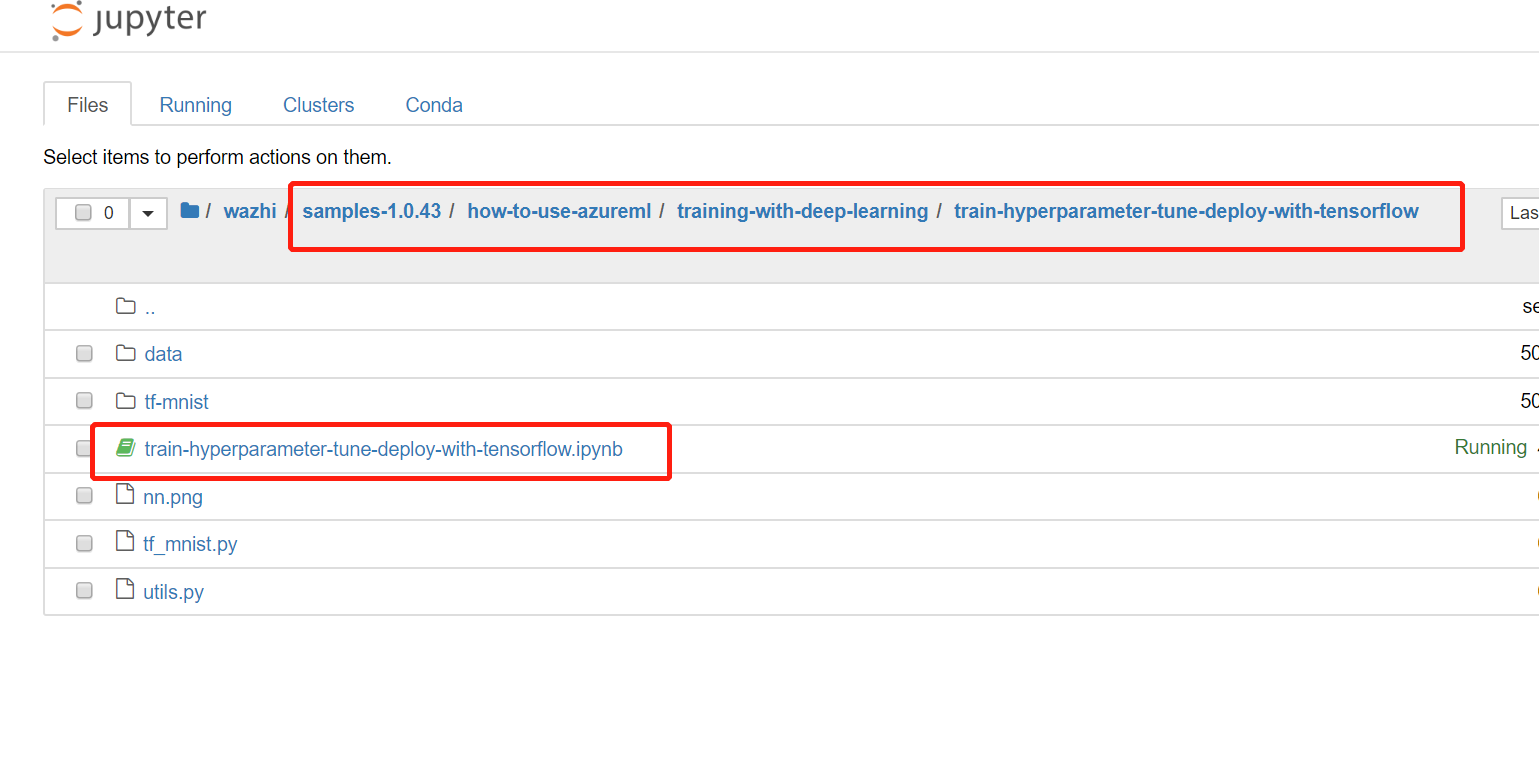 jupyter
Files Running Clusters Conda
Select items to perform actions on them.
0 / wazhi / samples-1.0.43 / how-to-use-azureml / training-with-deep-learning / train-hyperparameter-tune-deploy-with-tensorflow Las
.. se
data 50
tf-mnist 50
train-hyperparameter-tune-deploy-with-tensorflow.ipynb Running
nn.png
tf_mnist.py
utils.py